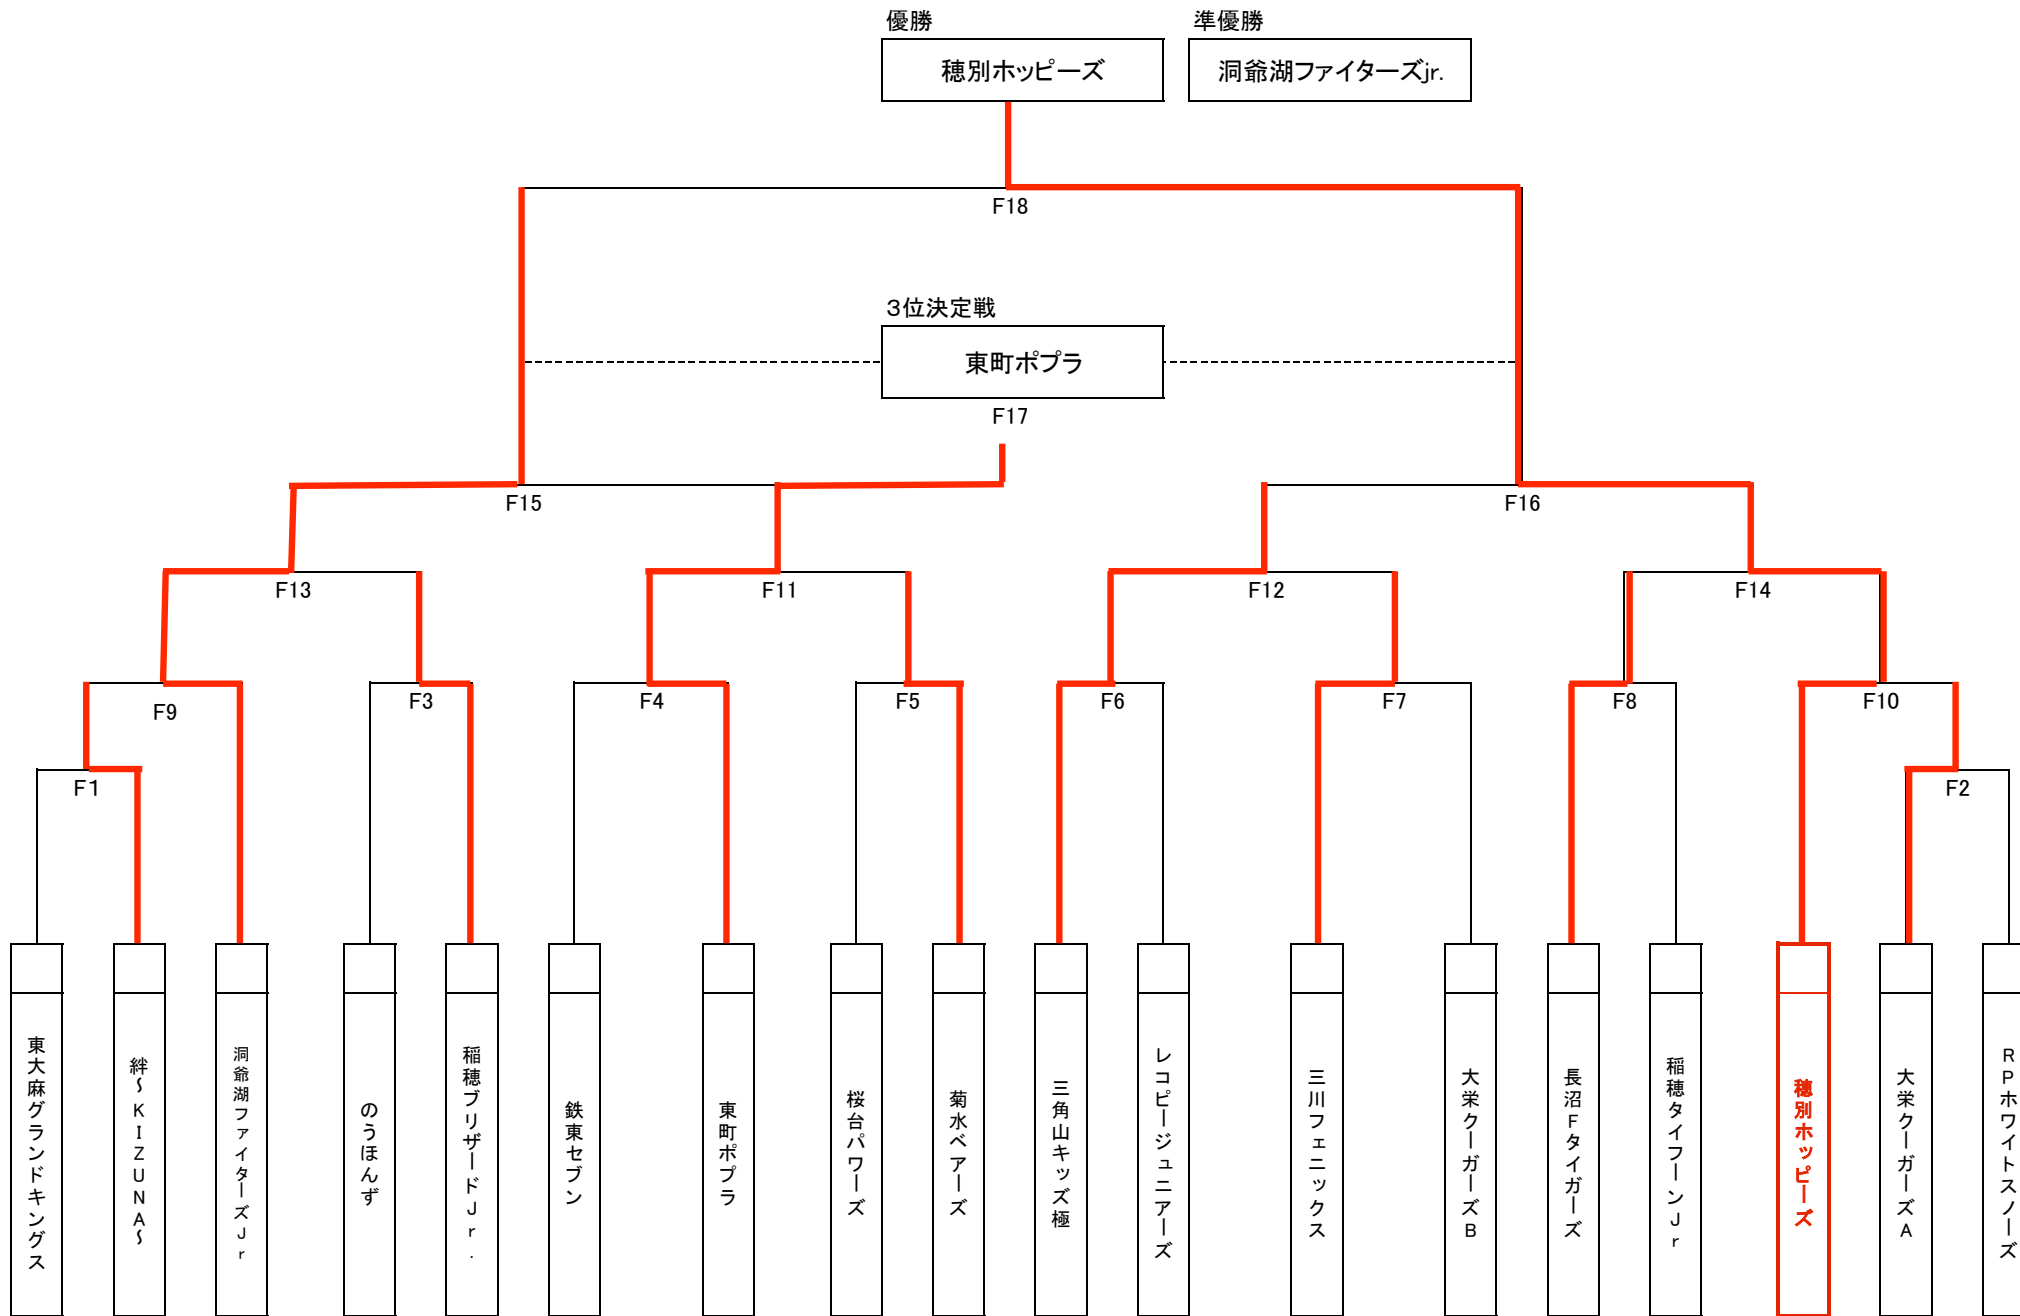 優勝
準優勝
穂別ホッピーズ
洞爺湖ファイターズjr.
F18
3位決定戦
東町ポプラ
F17
F15
F16
F13
F11
F12
F14
F9
F3
F4
F5
F6
F7
F8
F10
F1
F2
東大麻グランドキングス
絆～KIZUNA～
洞爺湖ファイターズJr
のうほんず
稲穂ブリザードJr.
鉄東セブン
東町ポプラ
桜台パワーズ
菊水ベアーズ
三角山キッズ極
レコピージュニアーズ
三川フェニックス
大栄クーガーズB
長沼Fタイガーズ
稲穂タイフーンJr
穂別ホッピーズ
大栄クーガーズA
RPホワイトスノーズ